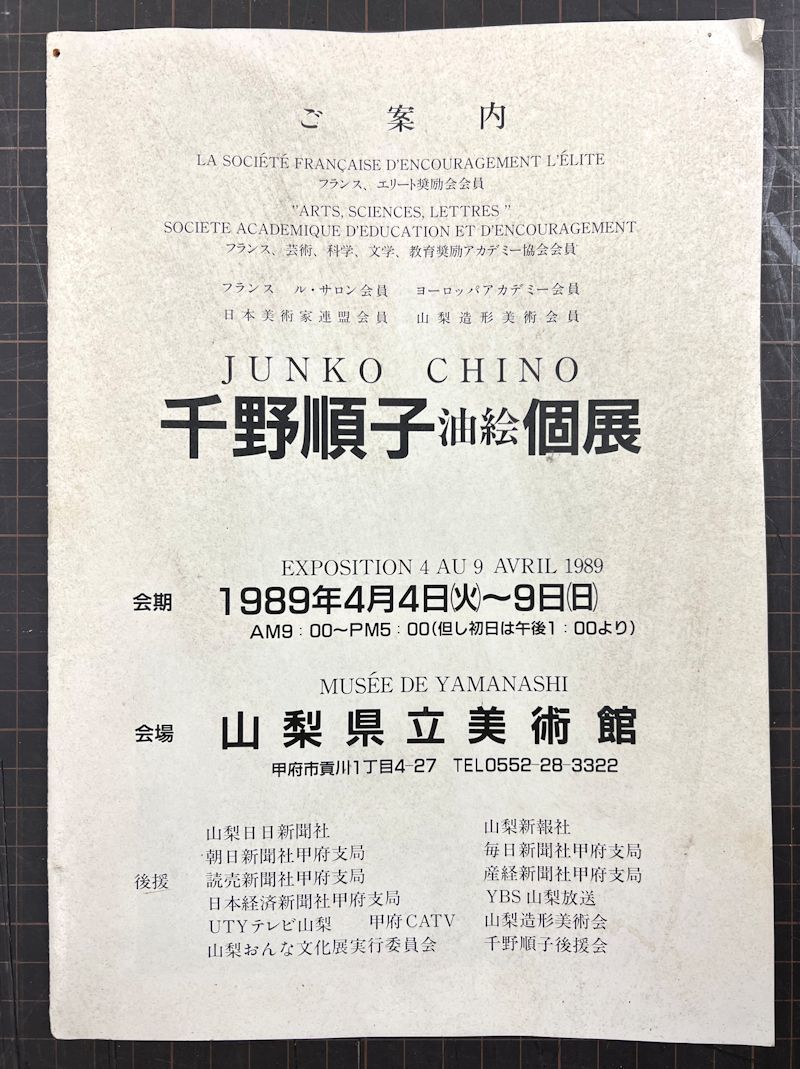 ご案内
LA SOCIÉTÉ FRANÇAISE D'ENCOURAGEMENT L'ÉLITE
フランス、エリート奨励会会員
"ARTS, SCIENCES, LETTRES"
SOCIETE ACADEMIQUE D'EDUCATION ET D'ENCOURAGEMENT
フランス、芸術、科学、文学、教育奨励アカデミー協会会員
フランス ル・サロン会員 ヨーロッパアカデミー会員
日本美術家連盟会員 山梨造形美術会員
JUNKO CHINO
千野順子油絵個展
EXPOSITION 4 AU 9 AVRIL 1989
会期 1989年4月4日(火)〜9日(日)
AM9:00〜PM5:00(但し初日は午後1:00より)
MUSÉE DE YAMANASHI
会場 山梨県立美術館
甲府市貢川1丁目4-27 TEL0552-28-3322
後援
山梨日日新聞社 山梨新報社
朝日新聞社甲府支局 毎日新聞社甲府支局
読売新聞社甲府支局 産経新聞社甲府支局
日本経済新聞社甲府支局 YBS山梨放送
UTYテレビ山梨 甲府CATV 山梨造形美術会
山梨おんな文化展実行委員会 千野順子後援会